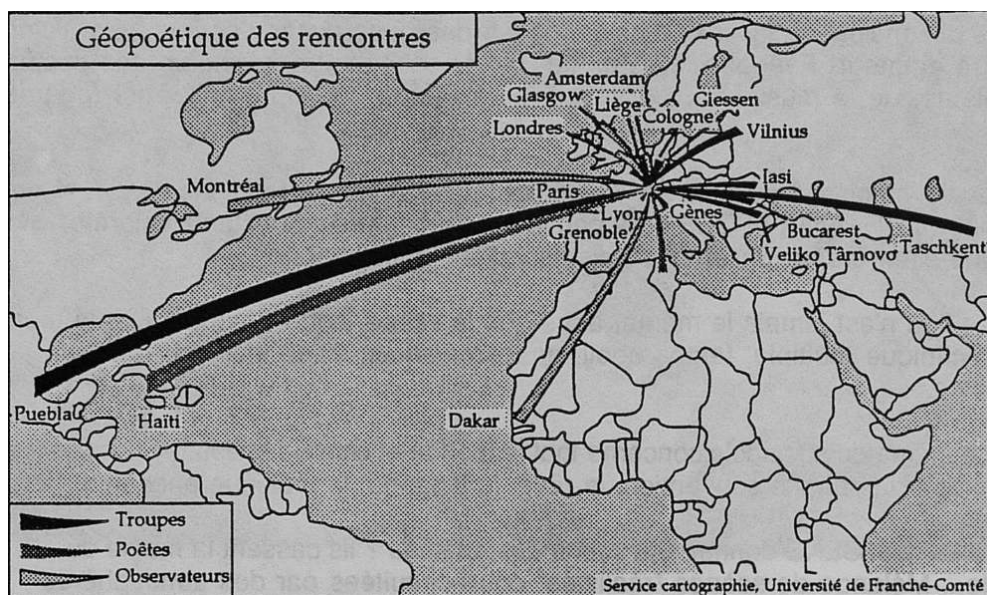 Géopoétique des rencontres
Amsterdam
Glasgow
Liège
Giessen
Cologne
Londres
Vilnius
Montréal
Paris
Iasi
Lyon
Gènes
Grenoble
Bucarest
Veliko Târnovo
Taschkent
Puebla
Haïti
Dakar
Troupes
Poêtes
Observateurs
Service cartographie, Université de Franche-Comté